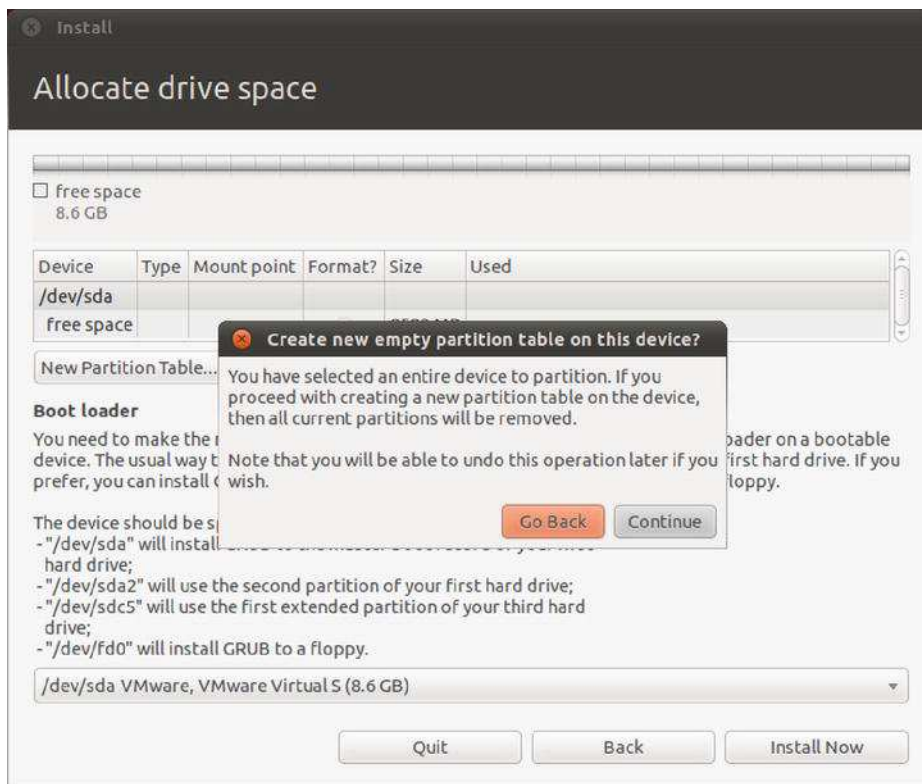 Install
Allocate drive space
free space
8.6 GB
Device Type Mount point Format? Size Used
/dev/sda
free space
Create new empty partition table on this device?
New Partition Table...
You have selected an entire device to partition. If you
proceed with creating a new partition table on the device,
then all current partitions will be removed.
Note that you will be able to undo this operation later if you
wish.
Go Back Continue
Boot loader
You need to make the oader on a bootable
device. The usual way irst hard drive. If you
prefer, you can install loppy.
The device should be
-"/dev/sda" will install
hard drive;
-"/dev/sda2" will use the second partition of your first hard drive;
-"/dev/sdc5" will use the first extended partition of your third hard
drive;
-"/dev/fd0" will install GRUB to a floppy.
/dev/sda VMware, VMware Virtual S (8.6 GB)
Quit Back Install Now